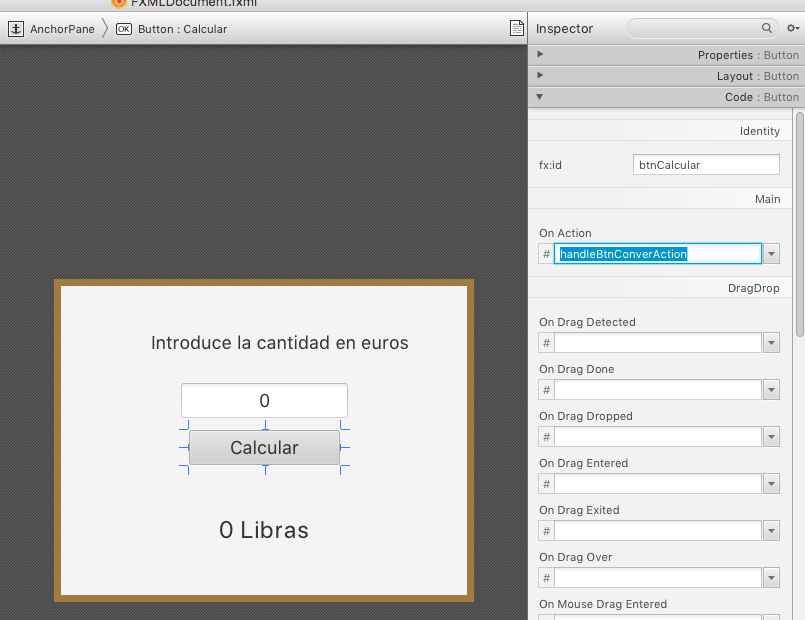 FXMLDocument.fxml
AnchorPane
OK
Button : Calcular
Inspector
Properties : Button
Layout : Button
Code : Button
Identity
fx:id
btnCalcular
Main
On Action
# handleBtnConverAction
DragDrop
On Drag Detected
#
On Drag Done
#
On Drag Dropped
#
On Drag Entered
#
On Drag Exited
#
On Drag Over
#
On Mouse Drag Entered
#
Introduce la cantidad en euros
0
Calcular
0 Libras